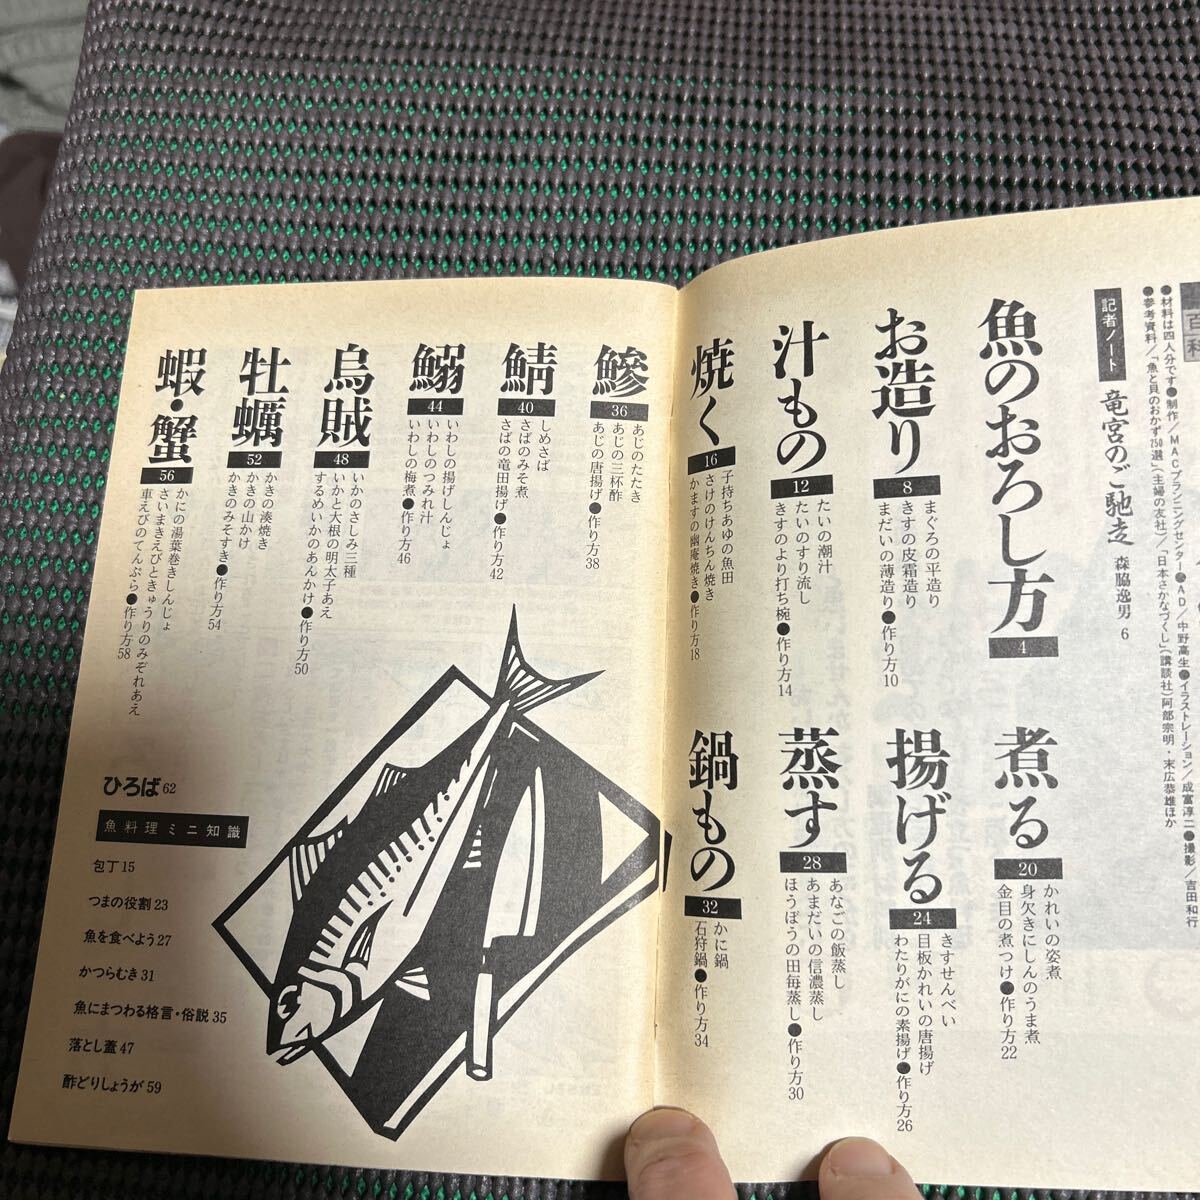 百科
●材料は四人分です●制作／MACプランニングセンター●AD／中野高生●イラストレーション／成富淳二●撮影／吉田和行
●参考資料／「魚と貝のおかず750選」(主婦の友社)／「日本さかなづくし」(講談社)阿部宗明・末広恭雄ほか
記者ノート 竜宮のご馳走 森脇逸男 6
魚のおろし方 4
お造り 8
まぐろの平造り
きすの皮霜造り
まだいの薄造り●作り方10
汁もの 12
たいの潮汁
たいのすり流し
きすのより打ち椀●作り方14
焼く 16
子持ちあゆの魚田
さけのけんちん焼き
かますの幽庵焼き●作り方18
煮る 20
かれいの姿煮
身欠きにしんのうま煮
金目の煮つけ●作り方22
揚げる 24
きすせんべい
目板かれいの唐揚げ
わたりがにの素揚げ●作り方26
蒸す 28
あなごの飯蒸し
あまだいの信濃蒸し
ほうぼうの田毎蒸し●作り方30
鍋もの 32
かに鍋
石狩鍋●作り方34
鯵 36
あじのたたき
あじの三杯酢
あじの唐揚げ●作り方38
鯖 40
しめさば
さばのみそ煮
さばの竜田揚げ●作り方42
鰯 44
いわしの揚げしんじょ
いわしのつみれ汁
いわしの梅煮●作り方46
烏賊 48
いかのさしみ三種
いかと大根の明太子あえ
するめいかのあんかけ●作り方50
牡蠣 52
かきの湊焼き
かきの山かけ
かきのみそすき●作り方54
蝦・蟹 56
かにの湯葉巻きしんじょ
さいまきえびときゅうりのみぞれあえ
車えびのてんぷら●作り方58
ひろば62
魚料理ミニ知識
包丁15
つまの役割23
魚を食べよう27
かつらむき31
魚にまつわる格言・俗説35
落とし蓋47
酢どりしょうが59